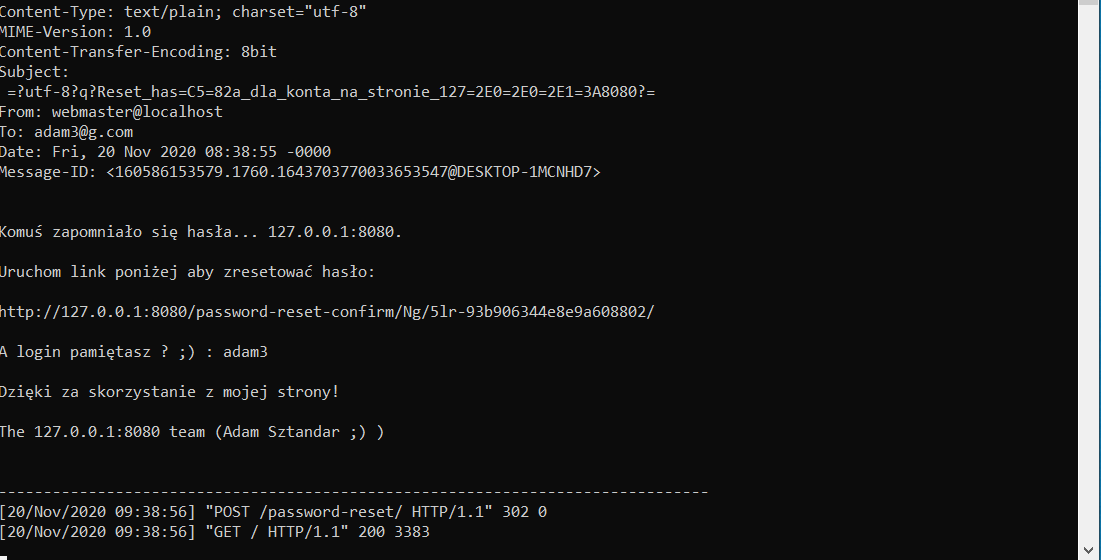 Content-Type: text/plain; charset="utf-8"
MIME-Version: 1.0
Content-Transfer-Encoding: 8bit
Subject:
=?utf-8?q?Reset_has=C5=82a_dla_konta_na_stronie_127=2E0=2E0=2E1=3A8080?=
From: webmaster@localhost
To: adam3@g.com
Date: Fri, 20 Nov 2020 08:38:55 -0000
Message-ID: <160586153579.1760.1643703770033653547@DESKTOP-1MCNHD7>
Komuś zapomniało się hasła... 127.0.0.1:8080.
Uruchom link poniżej aby zresetować hasło:
http://127.0.0.1:8080/password-reset-confirm/Ng/5lr-93b906344e8e9a608802/
A login pamiętasz ? ;) : adam3
Dzięki za skorzystanie z mojej strony!
The 127.0.0.1:8080 team (Adam Sztandar ;) )
-------------------------------------------------------------------------------
[20/Nov/2020 09:38:56] "POST /password-reset/ HTTP/1.1" 302 0
[20/Nov/2020 09:38:56] "GET / HTTP/1.1" 200 3383